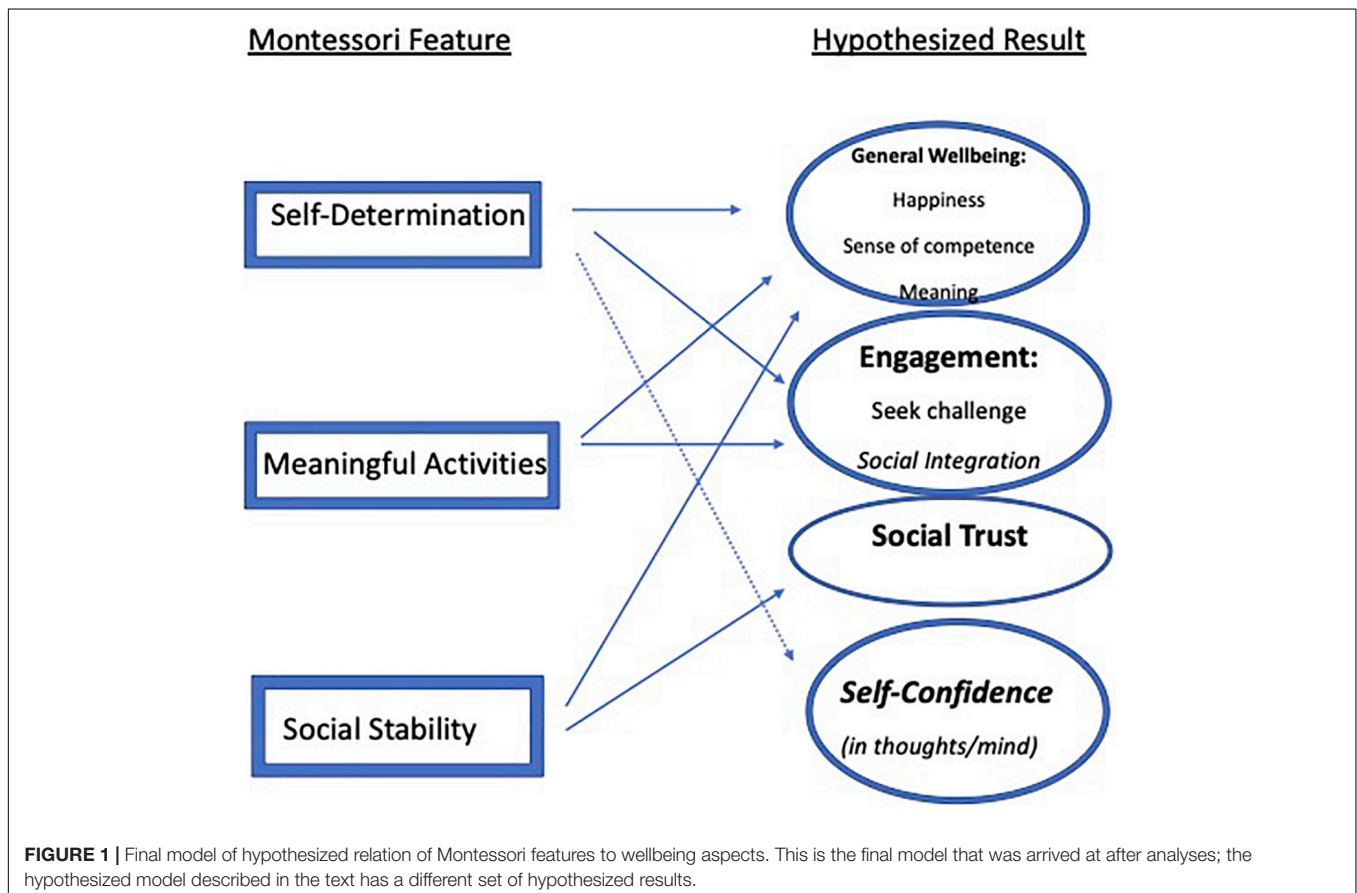 Montessori Feature
Hypothesized Result
Self-Determination
Meaningful Activities
Social Stability
General Wellbeing:
Happiness
Sense of competence
Meaning
Engagement:
Seek challenge
Social Integration
Social Trust
Self-Confidence
(in thoughts/mind)
FIGURE 1 | Final model of hypothesized relation of Montessori features to wellbeing aspects. This is the final model that was arrived at after analyses; the
hypothesized model described in the text has a different set of hypothesized results.